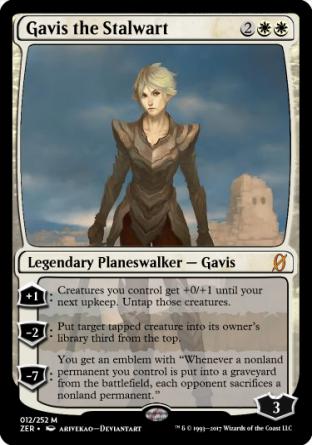 Gavis the Stalwart 2
Legendary Planeswalker — Gavis
+1: Creatures you control get +0/+1 until your
next upkeep. Untap those creatures.
-2: Put target tapped creature into its owner's
library third from the top.
-7: You get an emblem with “Whenever a nonland
permanent you control is put into a graveyard
from the battlefield, each opponent sacrifices a
nonland permanent.”
3
012/252 M
ZER • ARIVEKAO—DEVIANTART
™ & © 1993–2017 Wizards of the Coast LLC